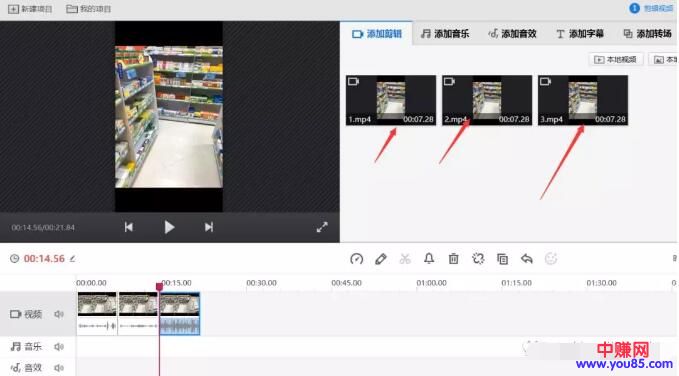 新建项目 我的项目 1 剪辑视频
添加剪辑 添加音乐 添加音效 添加字幕 添加转场
本地视频 本
1.mp4 00:07.28 2.mp4 00:07.28 3.mp4 00:07.28
00:14.56/00:21.84
00:14.56
00:00.00 00:15.00 00:30.00 00:45.00 01:00.00 01:15.00 01:30.00
视频
音乐
音效
中赚网
www.you85.com